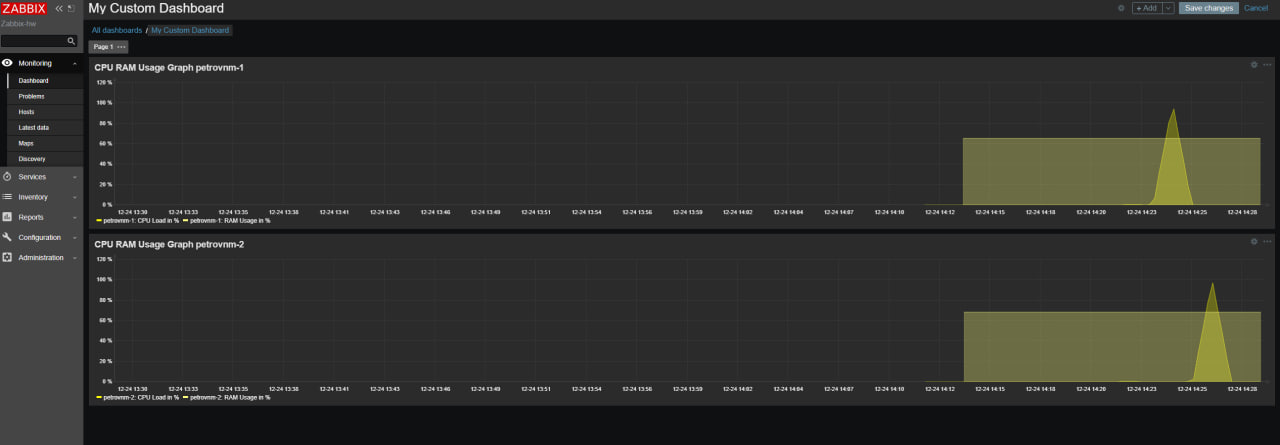 ZABBIX
Zabbix-hw
Monitoring
Dashboard
Problems
Hosts
Latest data
Maps
Discovery
Services
Inventory
Reports
Configuration
Administration
My Custom Dashboard
+ Add
Save changes
Cancel
All dashboards / My Custom Dashboard
Page 1
CPU RAM Usage Graph petrovnm-1
120 %
100 %
80 %
60 %
40 %
20 %
0 %
12-24 13:30 12-24 13:33 12-24 13:35 12-24 13:38 12-24 13:41 12-24 13:43 12-24 13:46 12-24 13:49 12-24 13:51 12-24 13:54 12-24 13:56 12-24 13:59 12-24 14:02 12-24 14:04 12-24 14:07 12-24 14:10 12-24 14:12 12-24 14:15 12-24 14:18 12-24 14:20 12-24 14:23 12-24 14:25 12-24 14:28
petrovnm-1: CPU Load in % petrovnm-1: RAM Usage in %
CPU RAM Usage Graph petrovnm-2
120 %
100 %
80 %
60 %
40 %
20 %
0 %
12-24 13:30 12-24 13:33 12-24 13:35 12-24 13:38 12-24 13:41 12-24 13:43 12-24 13:46 12-24 13:49 12-24 13:51 12-24 13:54 12-24 13:56 12-24 13:59 12-24 14:02 12-24 14:04 12-24 14:07 12-24 14:10 12-24 14:12 12-24 14:15 12-24 14:18 12-24 14:20 12-24 14:23 12-24 14:25 12-24 14:28
petrovnm-2: CPU Load in % petrovnm-2: RAM Usage in %